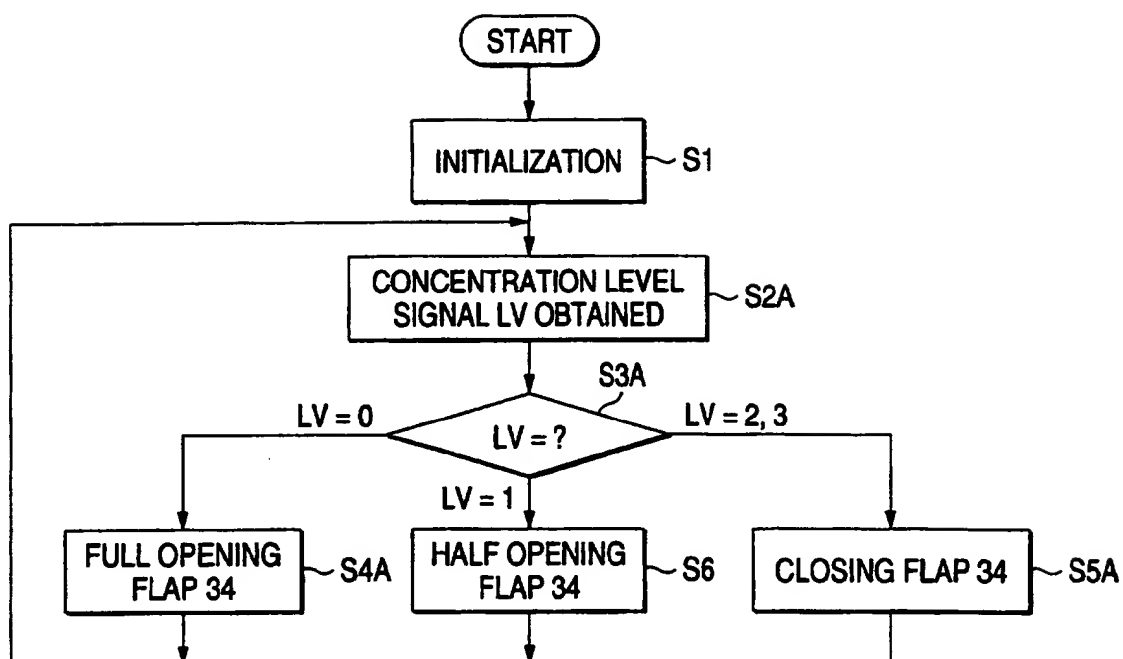 START
INITIALIZATION
S1
CONCENTRATION LEVEL
SIGNAL LV OBTAINED
S2A
S3A
LV = 0
LV = ?
LV = 2, 3
LV = 1
FULL OPENING
FLAP 34
S4A
HALF OPENING
FLAP 34
S6
CLOSING FLAP 34
S5A